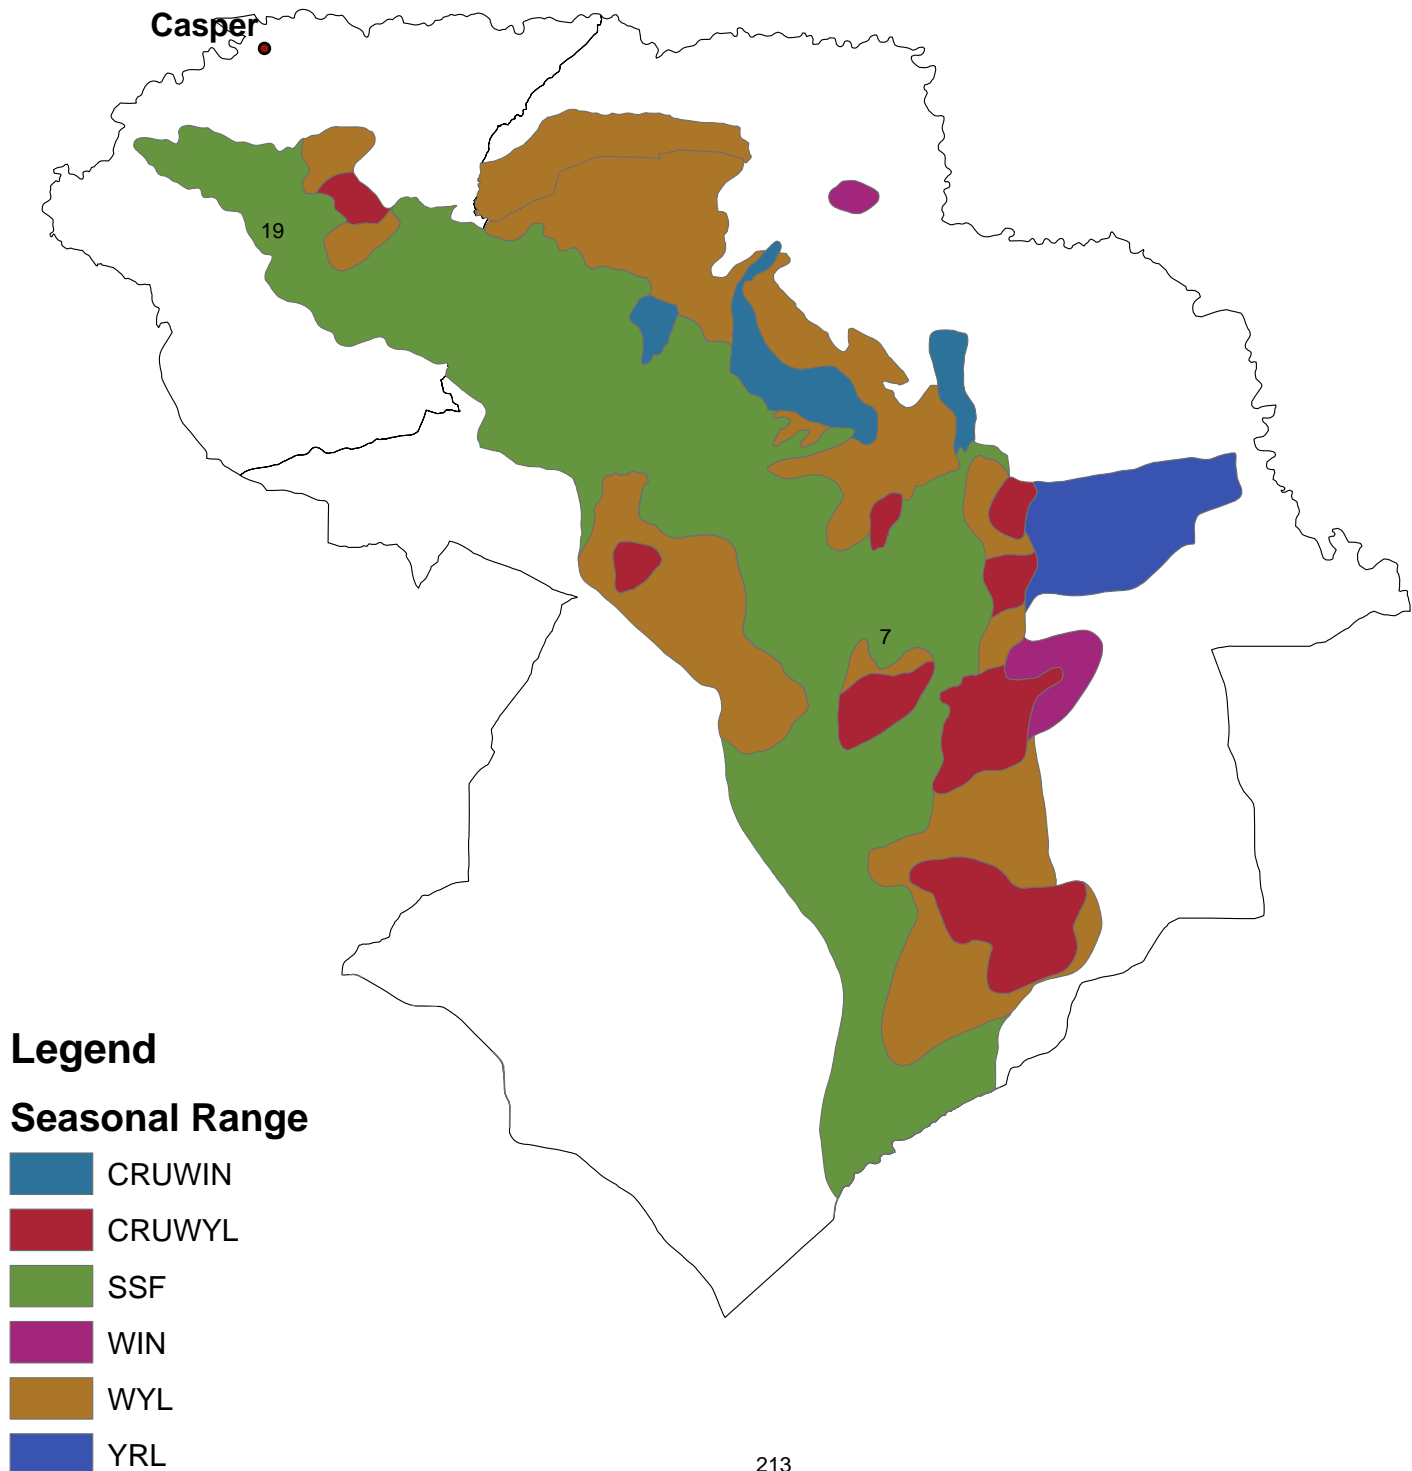 Casper
19
7
Legend
Seasonal Range
CRUWIN
CRUWYL
SSF
WIN
WYL
YRL
213